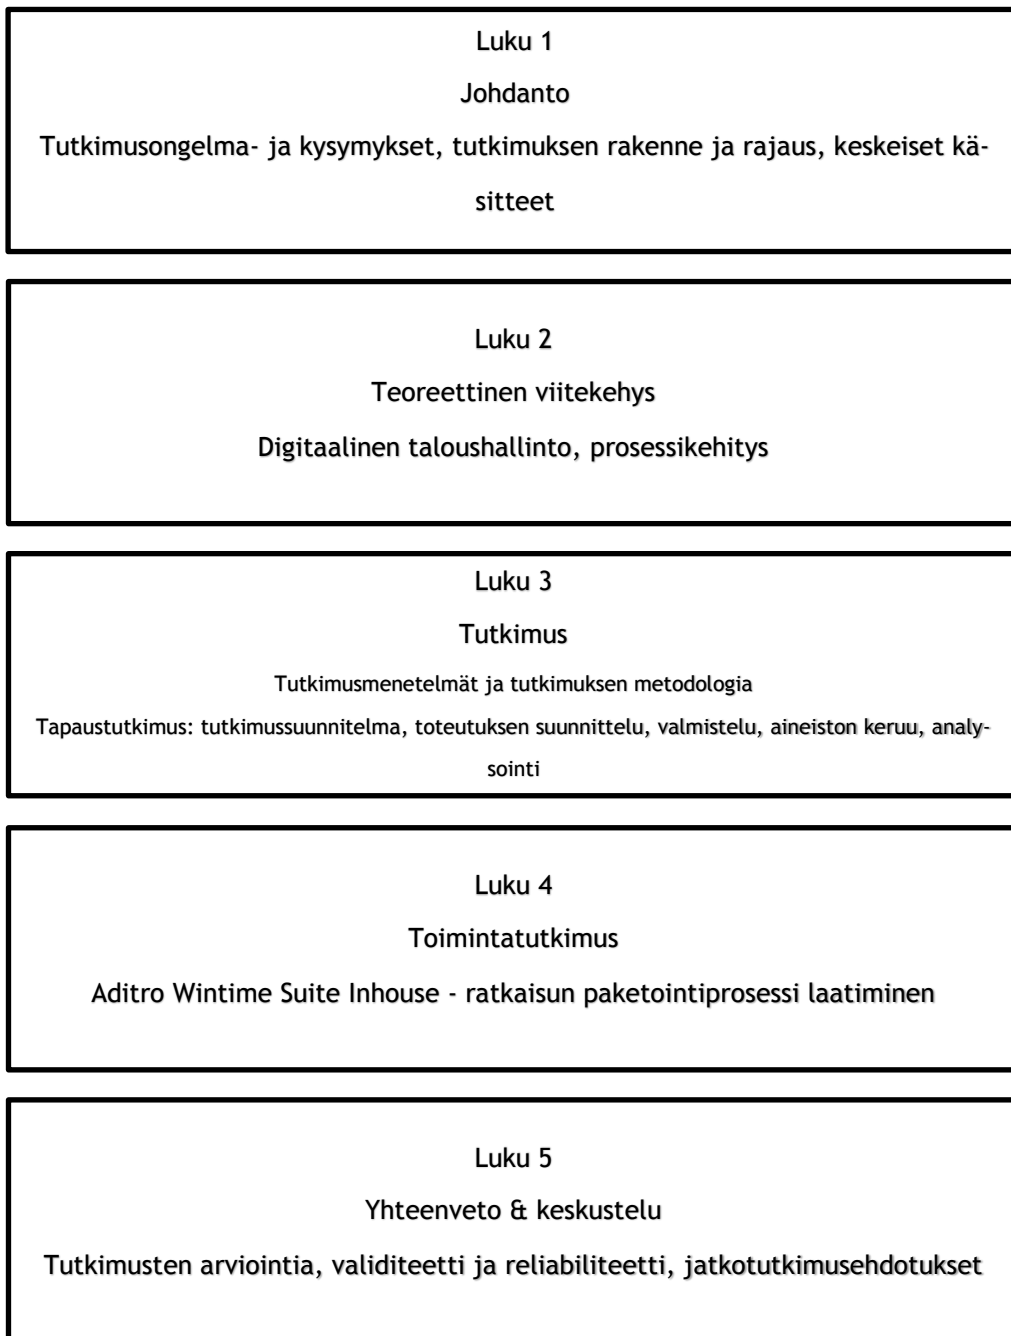 Luku 1
Johdanto
Tutkimusongelma- ja kysymykset, tutkimuksen rakenne ja rajaus, keskeiset kä-
sitteet
Luku 2
Teoreettinen viitekehys
Digitaalinen taloushallinto, prosessikehitys
Luku 3
Tutkimus
Tutkimusmenetelmät ja tutkimuksen metodologia
Tapaustutkimus: tutkimussuunnitelma, toteutuksen suunnittelu, valmistelu, aineiston keruu, analy-
sointi
Luku 4
Toimintatutkimus
Aditro Wintime Suite Inhouse - ratkaisun paketointiprosessi laatiminen
Luku 5
Yhteenveto & keskustelu
Tutkimusten arviointia, validiteetti ja reliabiliteetti, jatkotutkimusehdotukset